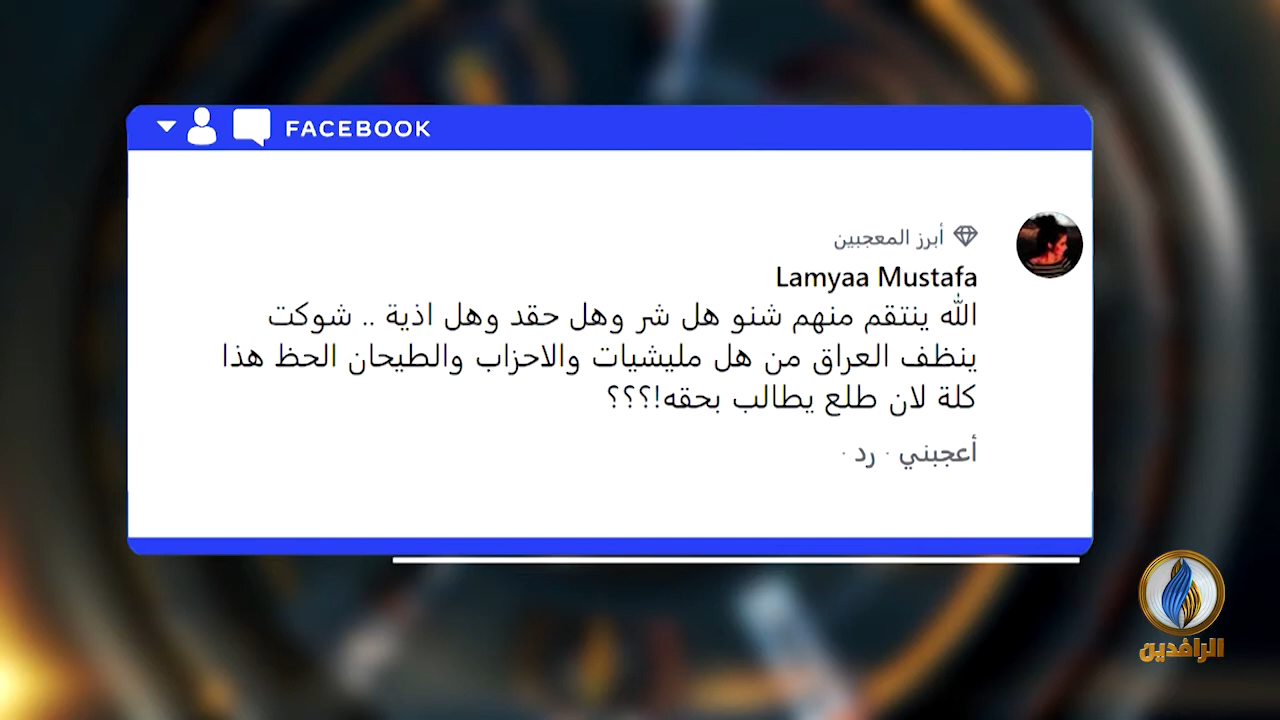 FACEBOOK
أبرز المعجبين
Lamyaa Mustafa
الله ينتقم منهم شنو هل شر وهل حقد وهل اذية .. شوكت
ينظف العراق من هل مليشيات والاحزاب والطيحان الحظ هذا
كلة لان طلع يطالب بحقه!؟؟؟
أعجبني · رد ·
الرافدين